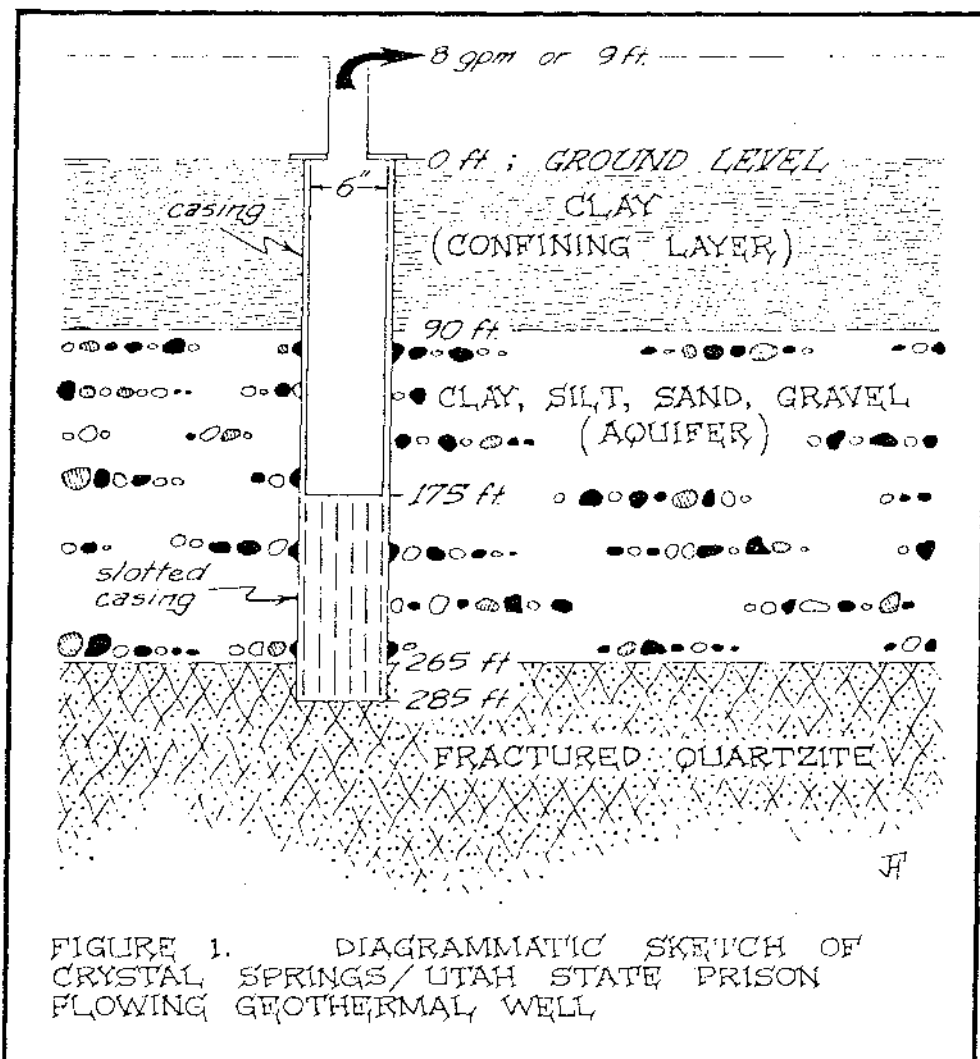 8 gpm or 9 ft.
0 ft ; GROUND LEVEL
6"
casing
CLAY
(CONFINING LAYER)
90 ft.
CLAY, SILT, SAND, GRAVEL
(AQUIFER)
175 ft
slotted
casing
265 ft
285 ft.
FRACTURED QUARTZITE
FIGURE 1. DIAGRAMMATIC SKETCH OF
CRYSTAL SPRINGS/UTAH STATE PRISON
FLOWING GEOTHERMAL WELL